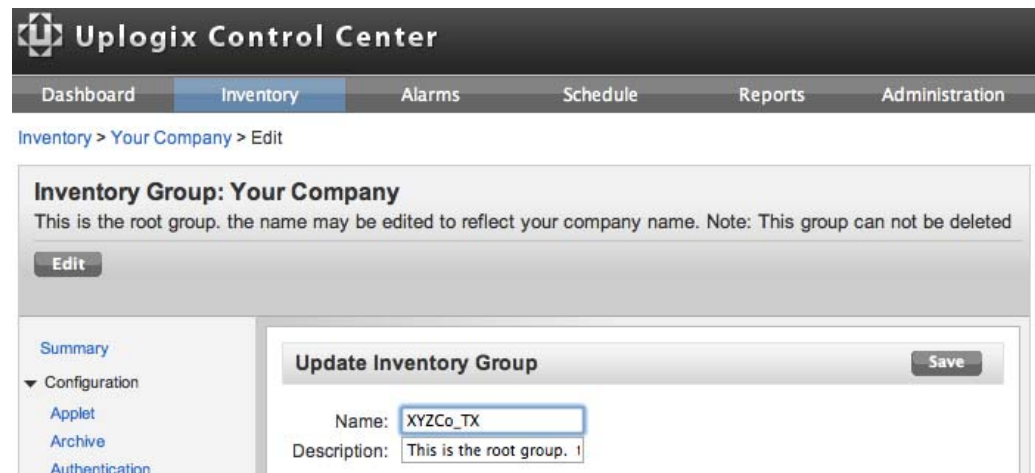 Uplogix Control Center
Dashboard Inventory Alarms Schedule Reports Administration
Inventory > Your Company > Edit
Inventory Group: Your Company
This is the root group. the name may be edited to reflect your company name. Note: This group can not be deleted
Edit
Summary
Configuration
Applet
Archive
Authentication
Update Inventory Group
Save
Name: XYZCo_TX
Description: This is the root group.